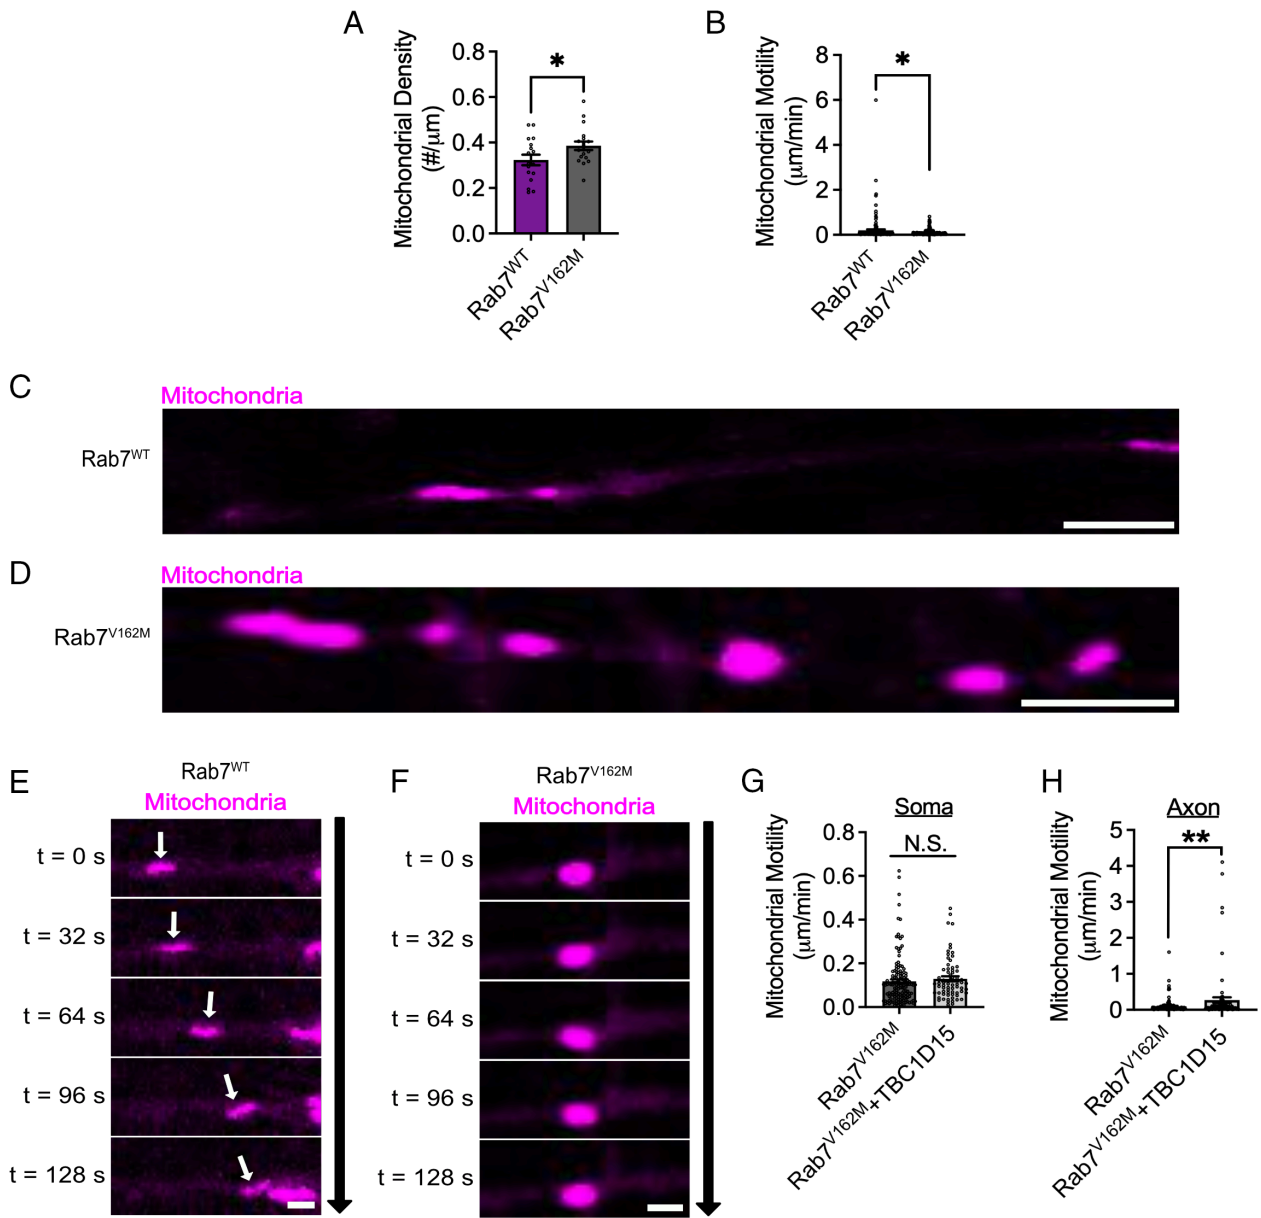 A
Mitochondrial Density
(#/μm)
0.8
0.6
0.4
0.2
0.0
*
Rab7WT
Rab7V162M
B
Mitochondrial Motility
(μm/min)
8
6
4
2
0
*
Rab7WT
Rab7V162M
C
Mitochondria
Rab7WT
D
Mitochondria
Rab7V162M
E
Rab7WT
Mitochondria
t = 0 s
t = 32 s
t = 64 s
t = 96 s
t = 128 s
F
Rab7V162M
Mitochondria
t = 0 s
t = 32 s
t = 64 s
t = 96 s
t = 128 s
G
Soma
N.S.
Mitochondrial Motility
(μm/min)
0.8
0.6
0.4
0.2
0.0
Rab7V162M
Rab7V162M+TBC1D15
H
Axon
**
Mitochondrial Motility
(μm/min)
5
4
3
2
1
0
Rab7V162M
Rab7V162M+TBC1D15